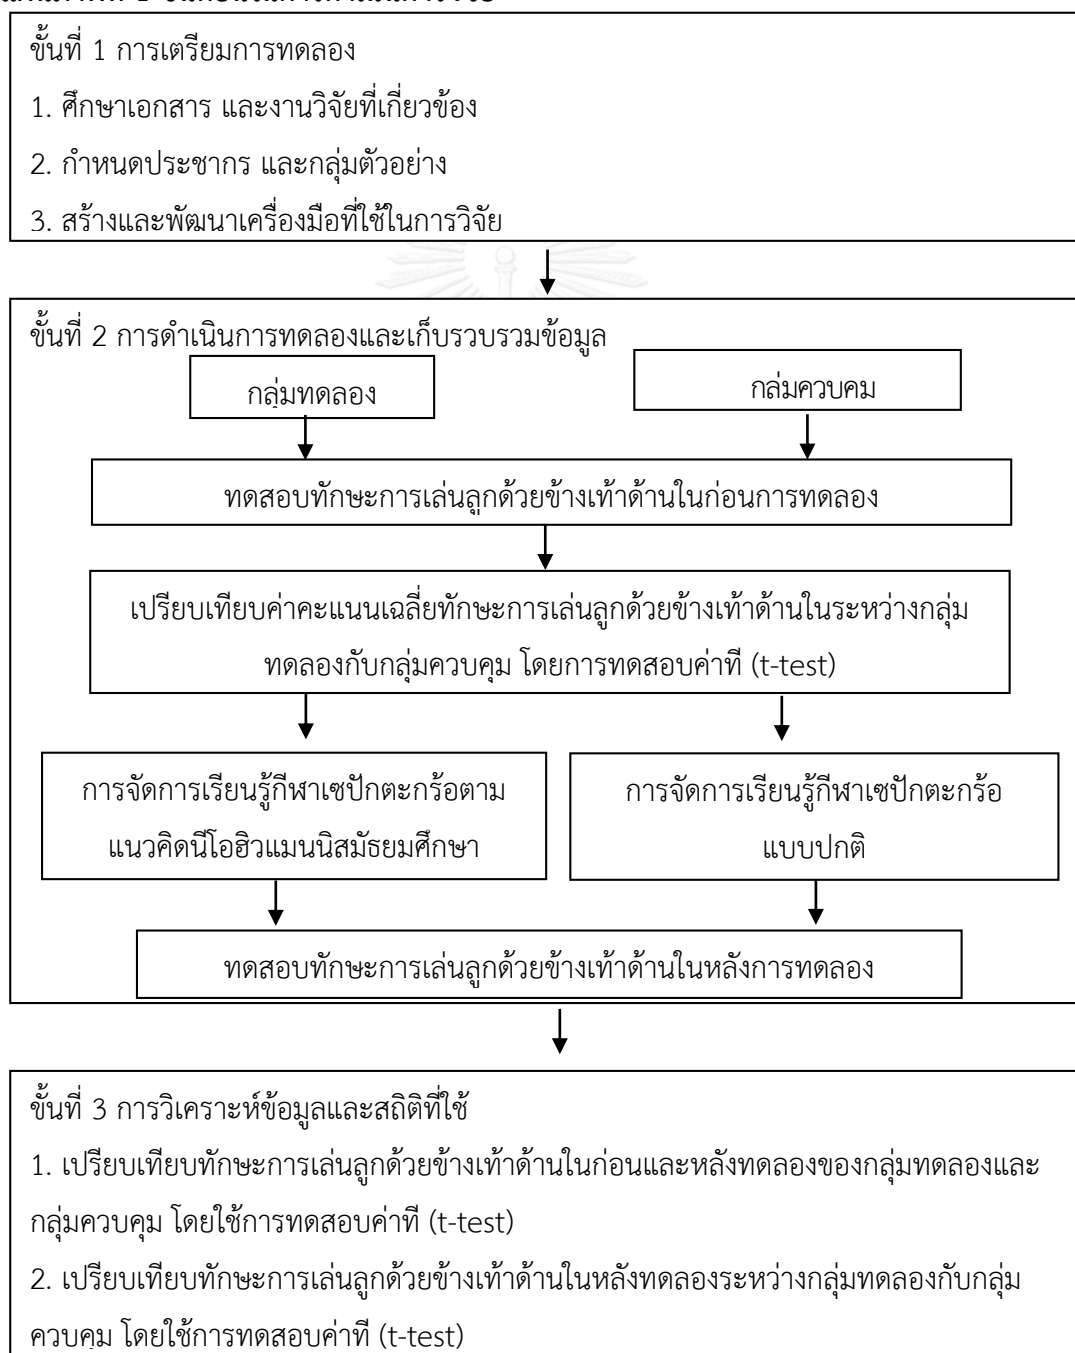 ขั้นที่ 1 การเตรียมการทดลอง
1. ศึกษาเอกสาร และงานวิจัยที่เกี่ยวข้อง
2. กำหนดประชากร และกลุ่มตัวอย่าง
3. สร้างและพัฒนาเครื่องมือที่ใช้ในการวิจัย
ขั้นที่ 2 การดำเนินการทดลองและเก็บรวบรวมข้อมูล
กลุ่มทดลอง
กลุ่มควบคุม
ทดสอบทักษะการเล่นลูกด้วยข้างเท้าด้านในก่อนการทดลอง
เปรียบเทียบค่าคะแนนเฉลี่ยทักษะการเล่นลูกด้วยข้างเท้าด้านในระหว่างกลุ่ม
ทดลองกับกลุ่มควบคุม โดยการทดสอบค่าที (t-test)
การจัดการเรียนรู้กีฬาเซปักตะกร้อตาม
แนวคิดนีโอฮิวแมนนิสมัธยมศึกษา
การจัดการเรียนรู้กีฬาเซปักตะกร้อ
แบบปกติ
ทดสอบทักษะการเล่นลูกด้วยข้างเท้าด้านในหลังการทดลอง
ขั้นที่ 3 การวิเคราะห์ข้อมูลและสถิติที่ใช้
1. เปรียบเทียบทักษะการเล่นลูกด้วยข้างเท้าด้านในก่อนและหลังทดลองของกลุ่มทดลองและ
กลุ่มควบคุม โดยใช้การทดสอบค่าที (t-test)
2. เปรียบเทียบทักษะการเล่นลูกด้วยข้างเท้าด้านในหลังทดลองระหว่างกลุ่มทดลองกับกลุ่ม
ควบคุม โดยใช้การทดสอบค่าที (t-test)